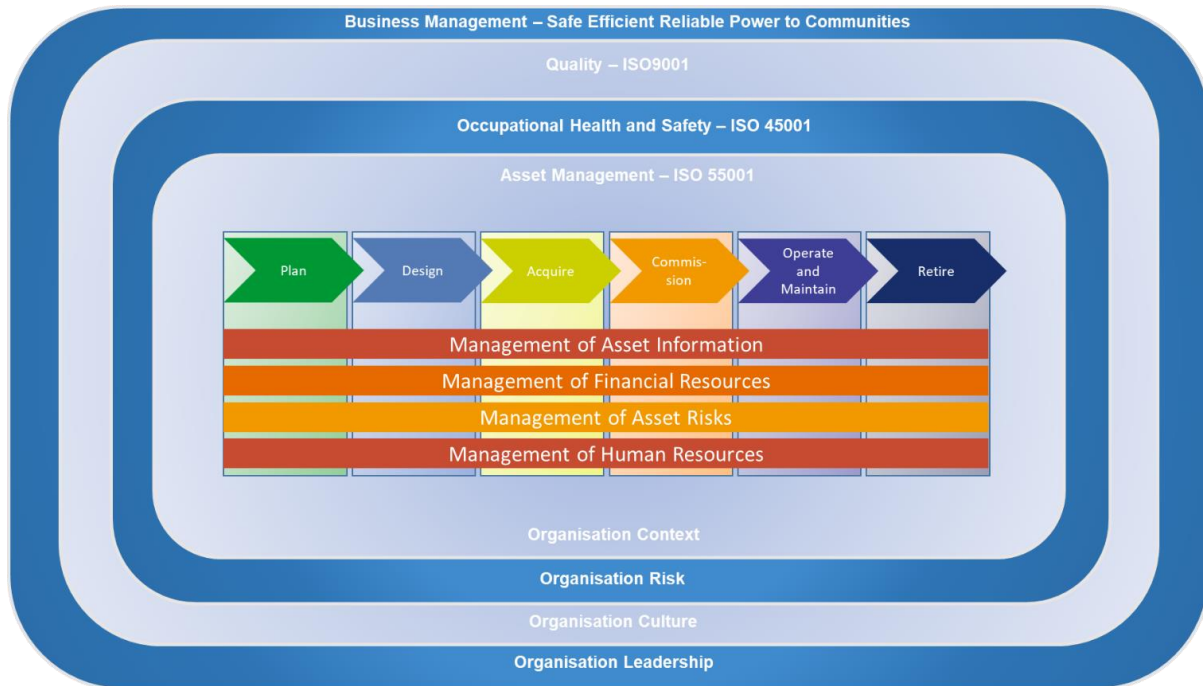 Business Management – Safe Efficient Reliable Power to Communities
Quality – ISO9001
Occupational Health and Safety – ISO 45001
Asset Management – ISO 55001
Plan
Design
Acquire
Commis-
sion
Operate
and
Maintain
Retire
Management of Asset Information
Management of Financial Resources
Management of Asset Risks
Management of Human Resources
Organisation Context
Organisation Risk
Organisation Culture
Organisation Leadership